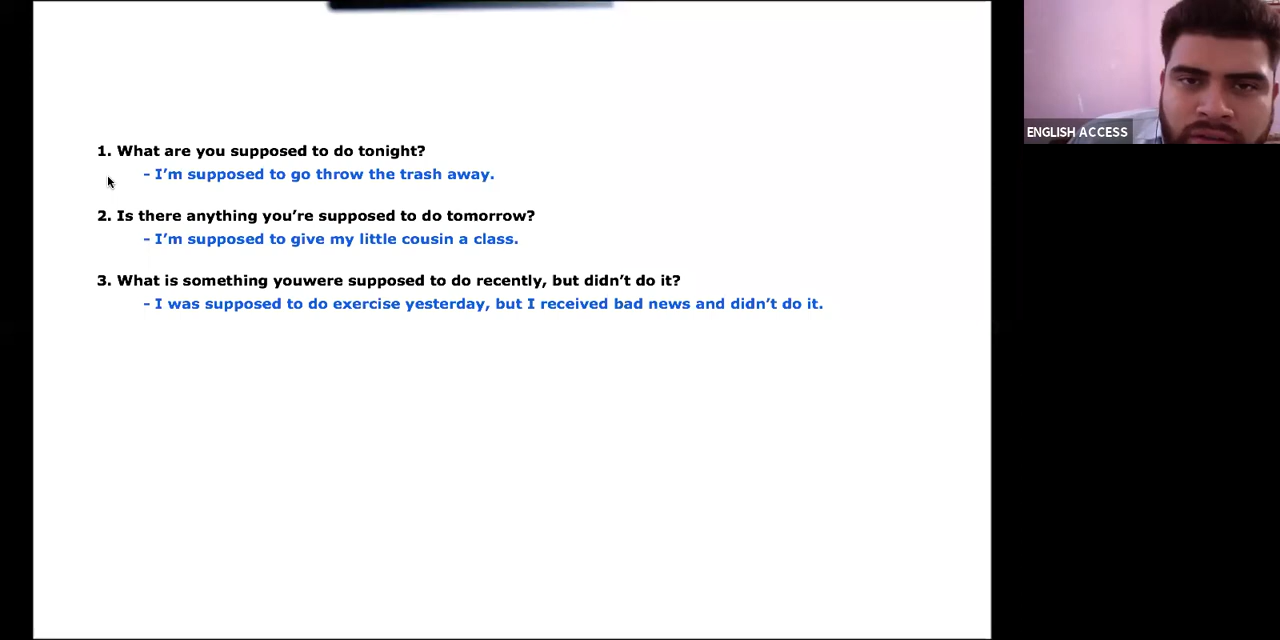 1. What are you supposed to do tonight?
- I’m supposed to go throw the trash away.
2. Is there anything you’re supposed to do tomorrow?
- I’m supposed to give my little cousin a class.
3. What is something youwere supposed to do recently, but didn’t do it?
- I was supposed to do exercise yesterday, but I received bad news and didn’t do it.
ENGLISH ACCESS